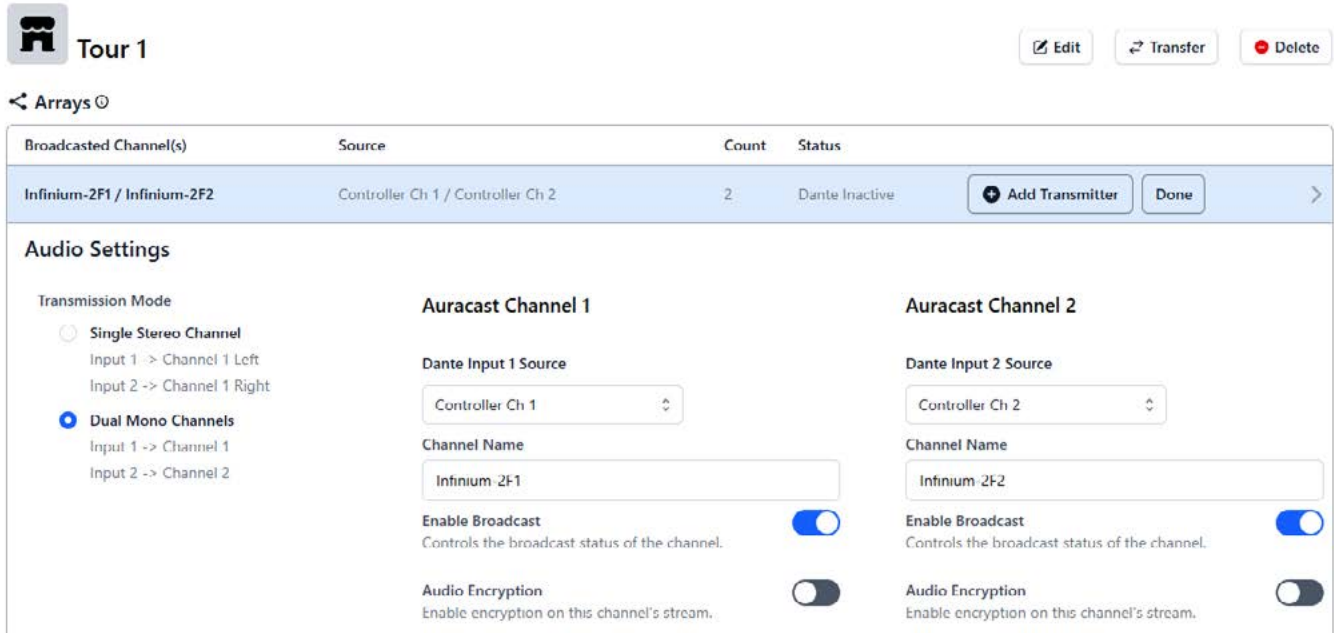 Tour 1
Edit
Transfer
Delete
Arrays
Broadcasted Channel(s) Source Count Status
Infinium-2F1 / Infinium-2F2 Controller Ch 1 / Controller Ch 2 2 Dante Inactive Add Transmitter Done
Audio Settings
Transmission Mode
Single Stereo Channel
Input 1 -> Channel 1 Left
Input 2 -> Channel 1 Right
Dual Mono Channels
Input 1 -> Channel 1
Input 2 -> Channel 2
Auracast Channel 1
Dante Input 1 Source
Controller Ch 1
Channel Name
Infinium-2F1
Enable Broadcast
Controls the broadcast status of the channel.
Audio Encryption
Enable encryption on this channel's stream.
Auracast Channel 2
Dante Input 2 Source
Controller Ch 2
Channel Name
Infinium-2F2
Enable Broadcast
Controls the broadcast status of the channel.
Audio Encryption
Enable encryption on this channel's stream.